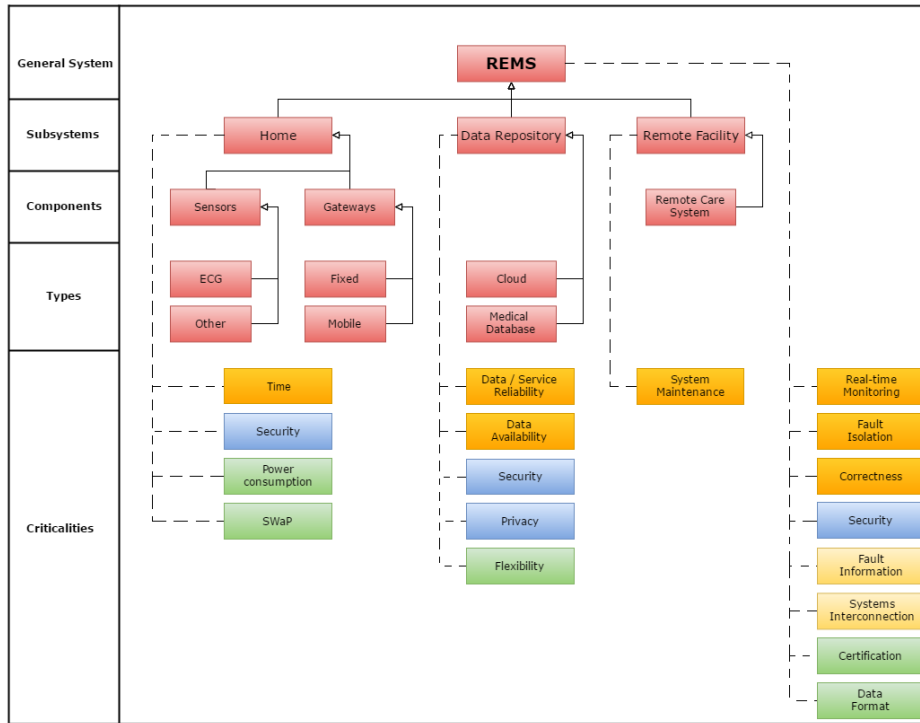 General System
REMS
Subsystems
Home
Data Repository
Remote Facility
Components
Sensors
Gateways
Remote Care
System
Types
ECG
Fixed
Cloud
Other
Mobile
Medical
Database
Criticalities
Time
Security
Power
consumption
SWaP
Data / Service
Reliability
Data
Availability
Security
Privacy
Flexibility
System
Maintenance
Real-time
Monitoring
Fault
Isolation
Correctness
Security
Fault
Information
Systems
Interconnection
Certification
Data
Format